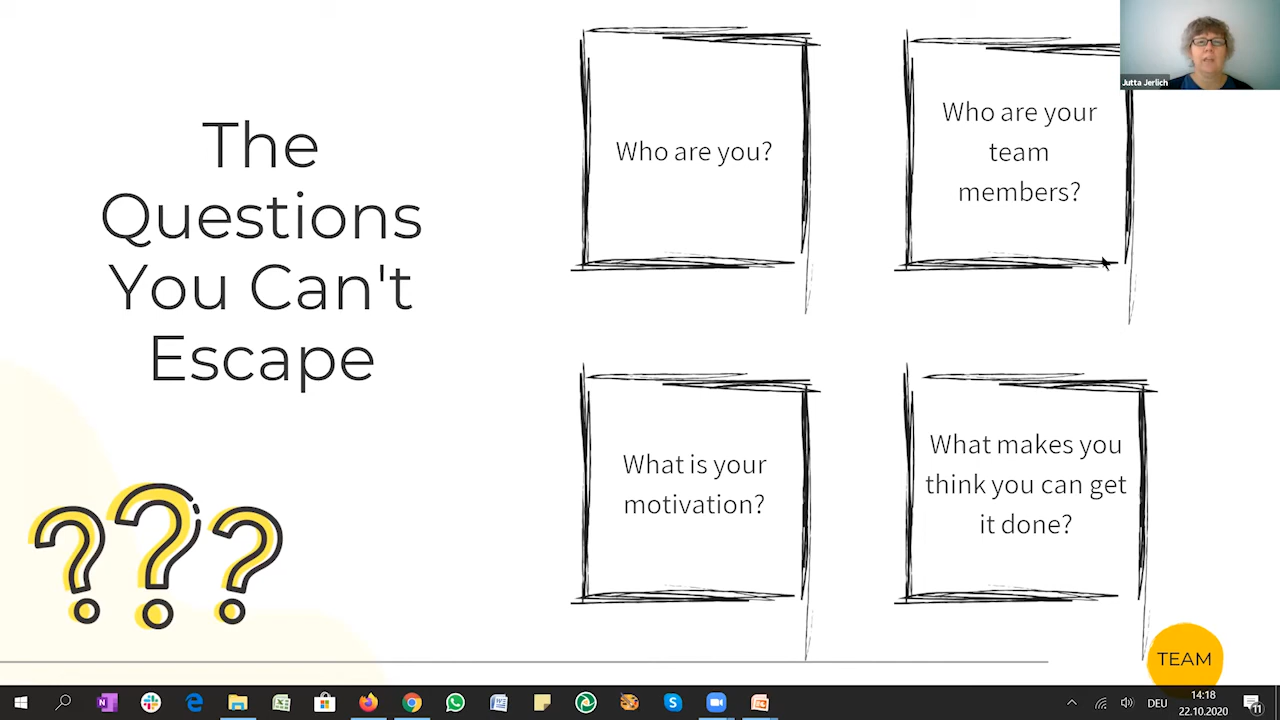 The
Questions
You Can't
Escape
Who are you?
Who are your
team
members?
What is your
motivation?
What makes you
think you can get
it done?
TEAM
Jutta Jerlich
DEU
14:18
22.10.2020
11